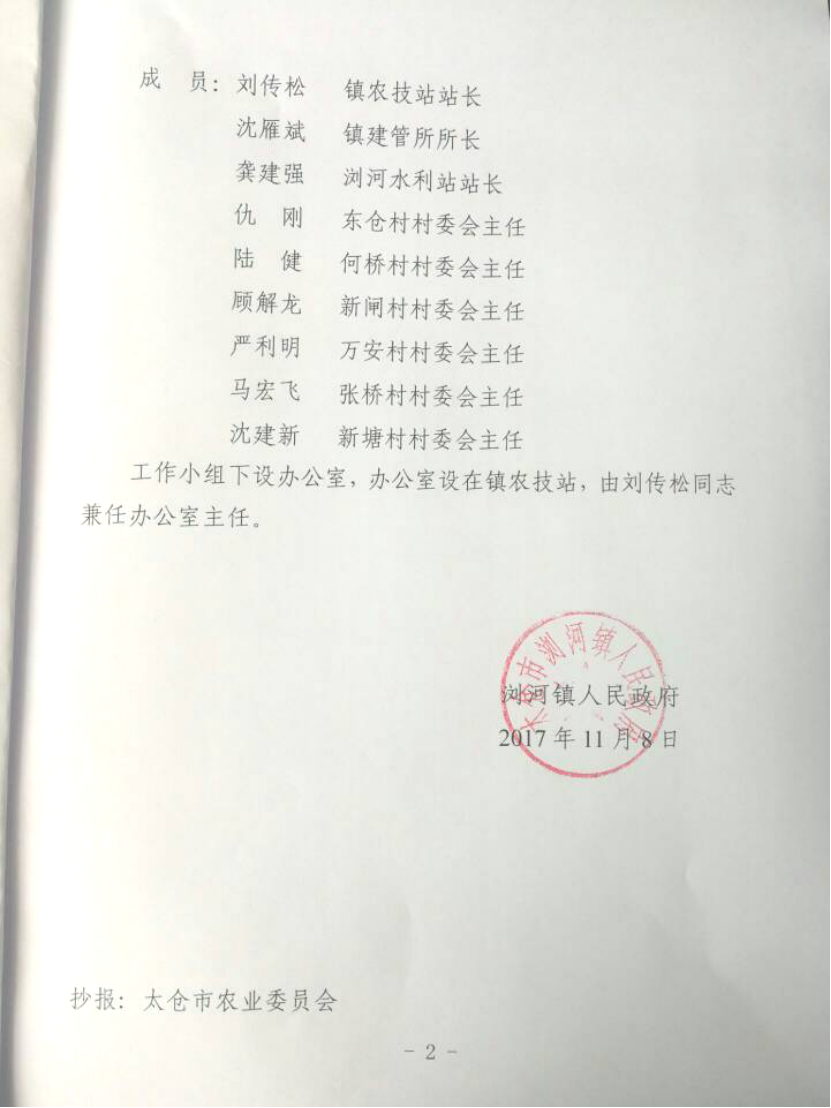 成　员：刘传松　镇农技站站长
沈雁斌　镇建管所所长
龚建强　浏河水利站站长
仇　刚　东仓村村委会主任
陆　健　何桥村村委会主任
顾解龙　新闸村村委会主任
严利明　万安村村委会主任
马宏飞　张桥村村委会主任
沈建新　新塘村村委会主任
工作小组下设办公室，办公室设在镇农技站，由刘传松同志
兼任办公室主任。
太仓市浏河镇人民政府
浏河镇人民政府
2017 年 11 月 8 日
抄报：太仓市农业委员会
- 2 -